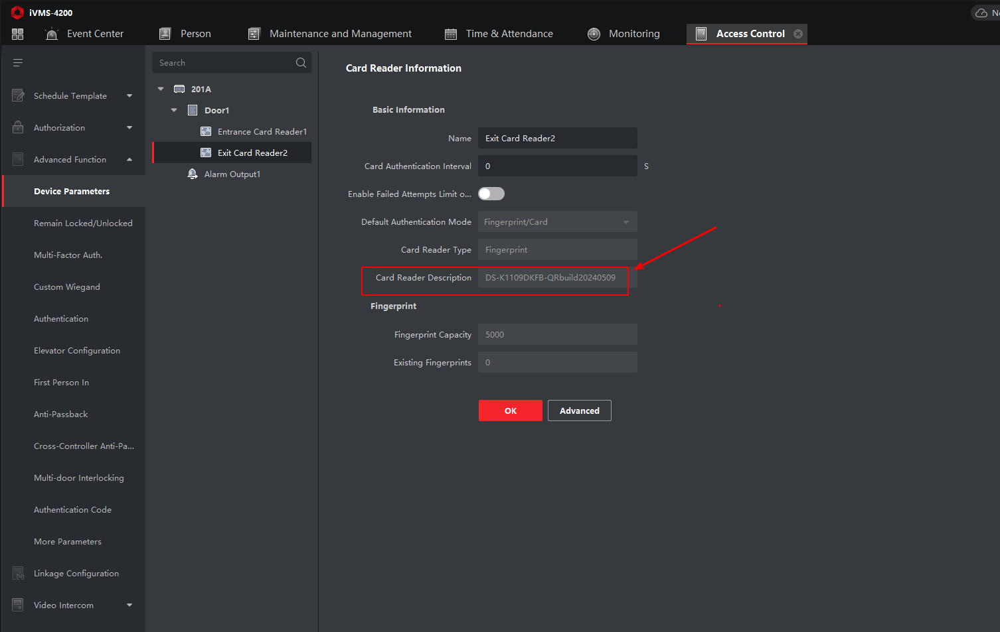 iVMS-4200
Event Center
Person
Maintenance and Management
Time & Attendance
Monitoring
Access Control
Schedule Template
Authorization
Advanced Function
Device Parameters
Remain Locked/Unlocked
Multi-Factor Auth.
Custom Wiegand
Authentication
Elevator Configuration
First Person In
Anti-Passback
Cross-Controller Anti-Pa...
Multi-door Interlocking
Authentication Code
More Parameters
Linkage Configuration
Video Intercom
Search
201A
Door1
Entrance Card Reader1
Exit Card Reader2
Alarm Output1
Card Reader Information
Basic Information
Name Exit Card Reader2
Card Authentication Interval 0 S
Enable Failed Attempts Limit o...
Default Authentication Mode Fingerprint/Card
Card Reader Type Fingerprint
Card Reader Description DS-K1109DKFB-QRbuild20240509
Fingerprint
Fingerprint Capacity 5000
Existing Fingerprints 0
OK Advanced